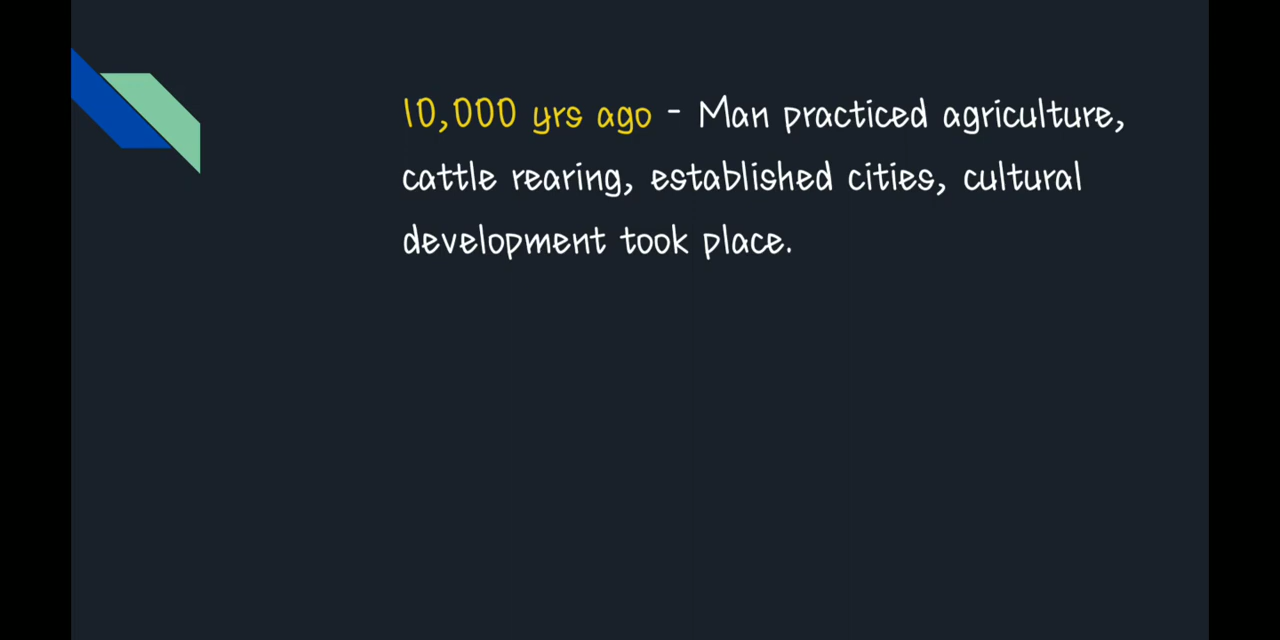 10,000 yrs ago - Man practiced agriculture,
cattle rearing, established cities, cultural
development took place.